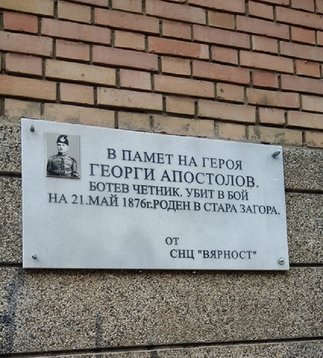 В ПАМЕТ НА ГЕРОЯ
ГЕОРГИ АПОСТОЛОВ.
БОТЕВ ЧЕТНИК. УБИТ В БОЙ
НА 21.МАЙ 1876г.РОДЕН В СТАРА ЗАГОРА.
ОТ
СНЦ "ВЯРНОСТ"